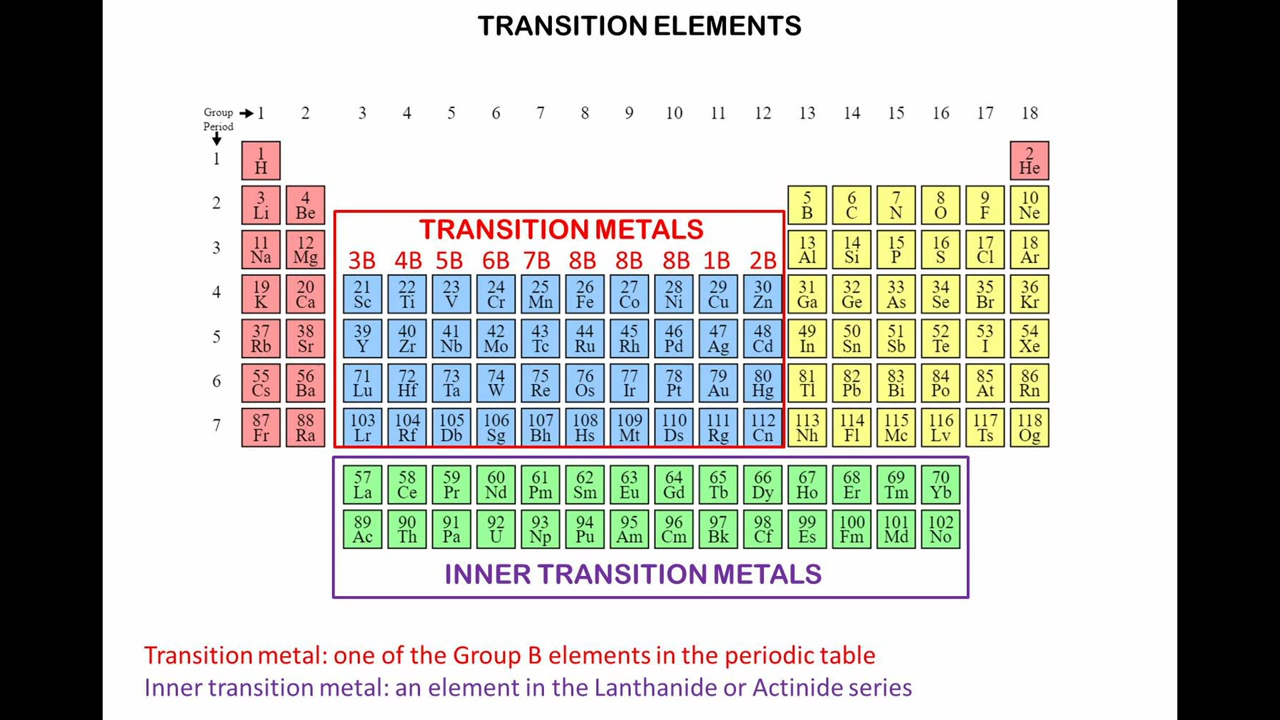 TRANSITION ELEMENTS
Group 1 2 3 4 5 6 7 8 9 10 11 12 13 14 15 16 17 18
Period
1 1 2
H He
2 3 4 5 6 7 8 9 10
Li Be B C N O F Ne
TRANSITION METALS
3 11 12 13 14 15 16 17 18
Na Mg Al Si P S Cl Ar
3B 4B 5B 6B 7B 8B 8B 8B 1B 2B
4 19 20 21 22 23 24 25 26 27 28 29 30 31 32 33 34 35 36
K Ca Sc Ti V Cr Mn Fe Co Ni Cu Zn Ga Ge As Se Br Kr
5 37 38 39 40 41 42 43 44 45 46 47 48 49 50 51 52 53 54
Rb Sr Y Zr Nb Mo Tc Ru Rh Pd Ag Cd In Sn Sb Te I Xe
6 55 56 71 72 73 74 75 76 77 78 79 80 81 82 83 84 85 86
Cs Ba Lu Hf Ta W Re Os Ir Pt Au Hg Tl Pb Bi Po At Rn
7 87 88 103 104 105 106 107 108 109 110 111 112 113 114 115 116 117 118
Fr Ra Lr Rf Db Sg Bh Hs Mt Ds Rg Cn Nh Fl Mc Lv Ts Og
57 58 59 60 61 62 63 64 65 66 67 68 69 70
La Ce Pr Nd Pm Sm Eu Gd Tb Dy Ho Er Tm Yb
89 90 91 92 93 94 95 96 97 98 99 100 101 102
Ac Th Pa U Np Pu Am Cm Bk Cf Es Fm Md No
INNER TRANSITION METALS
Transition metal: one of the Group B elements in the periodic table
Inner transition metal: an element in the Lanthanide or Actinide series